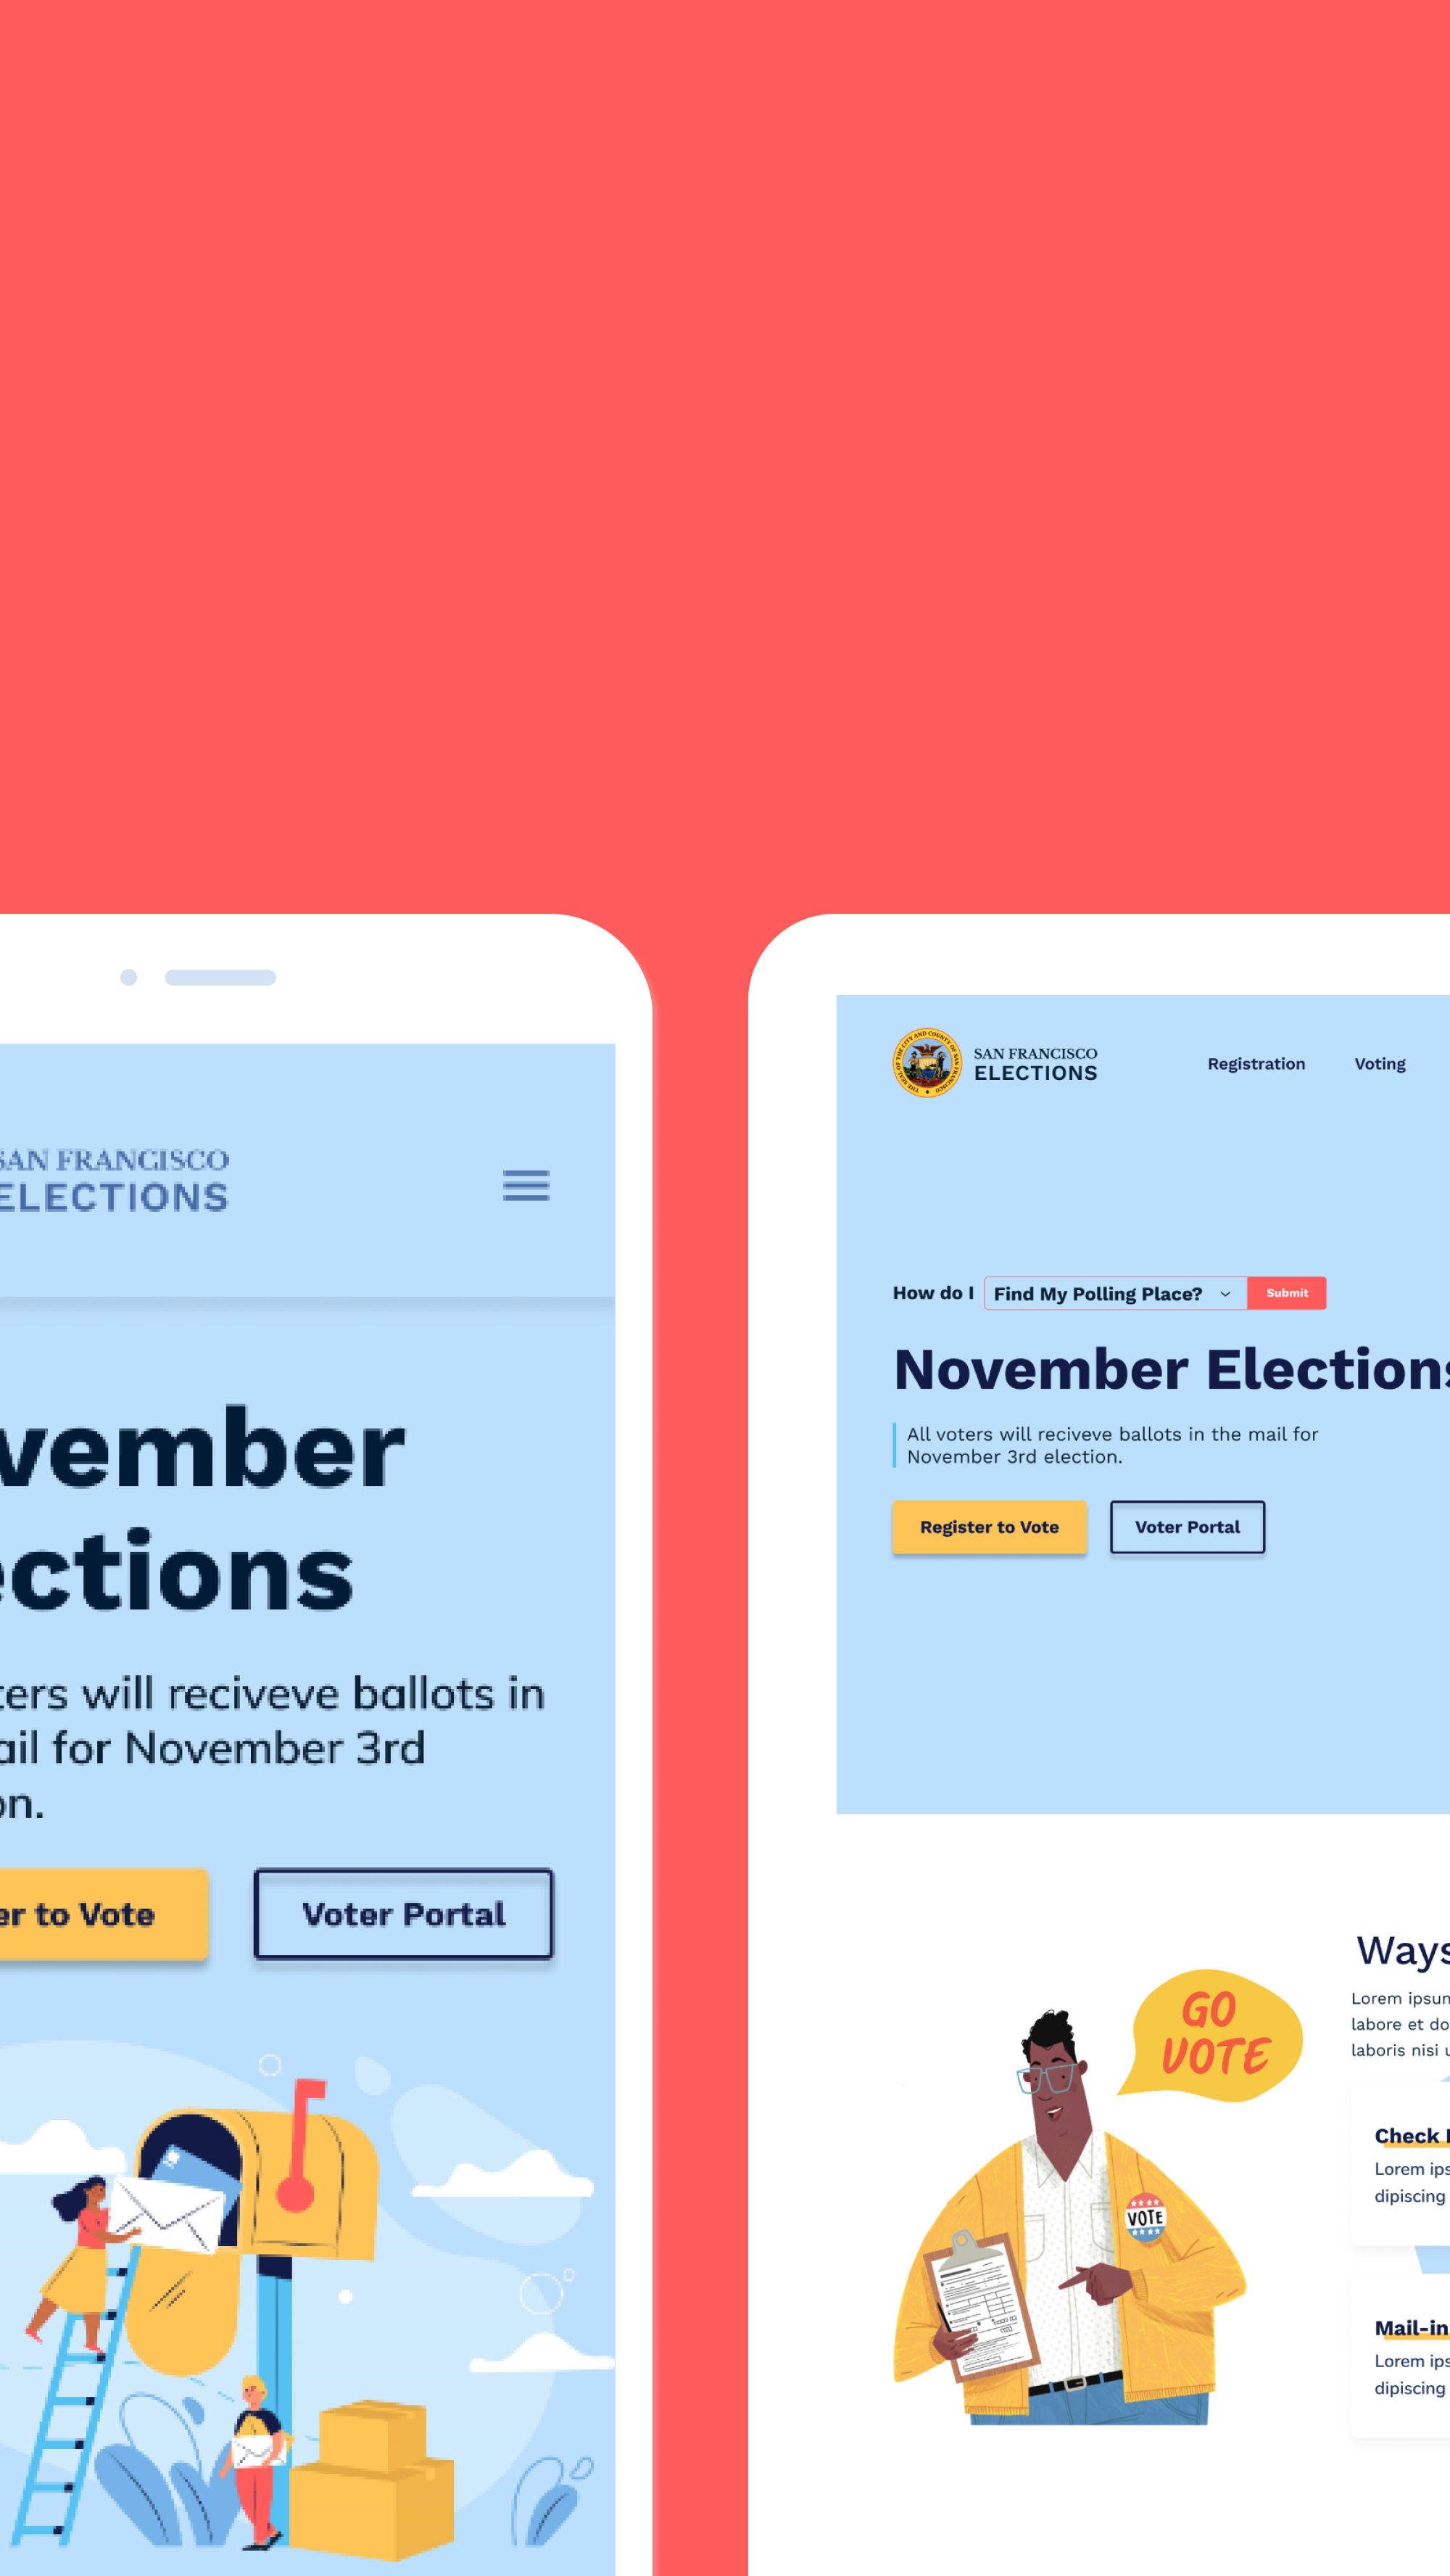 SAN FRANCISCO
ELECTIONS
vember
ctions
ers will reciveve ballots in
ail for November 3rd
on.
er to Vote
Voter Portal
SAN FRANCISCO
ELECTIONS
Registration
Voting
How do I
Find My Polling Place?
Submit
November Elections
All voters will reciveve ballots in the mail for
November 3rd election.
Register to Vote
Voter Portal
GO
VOTE
VOTE
Ways
Lorem ipsum
labore et do
laboris nisi u
Check
Lorem ips
dipiscing
Mail-in
Lorem ips
dipiscing